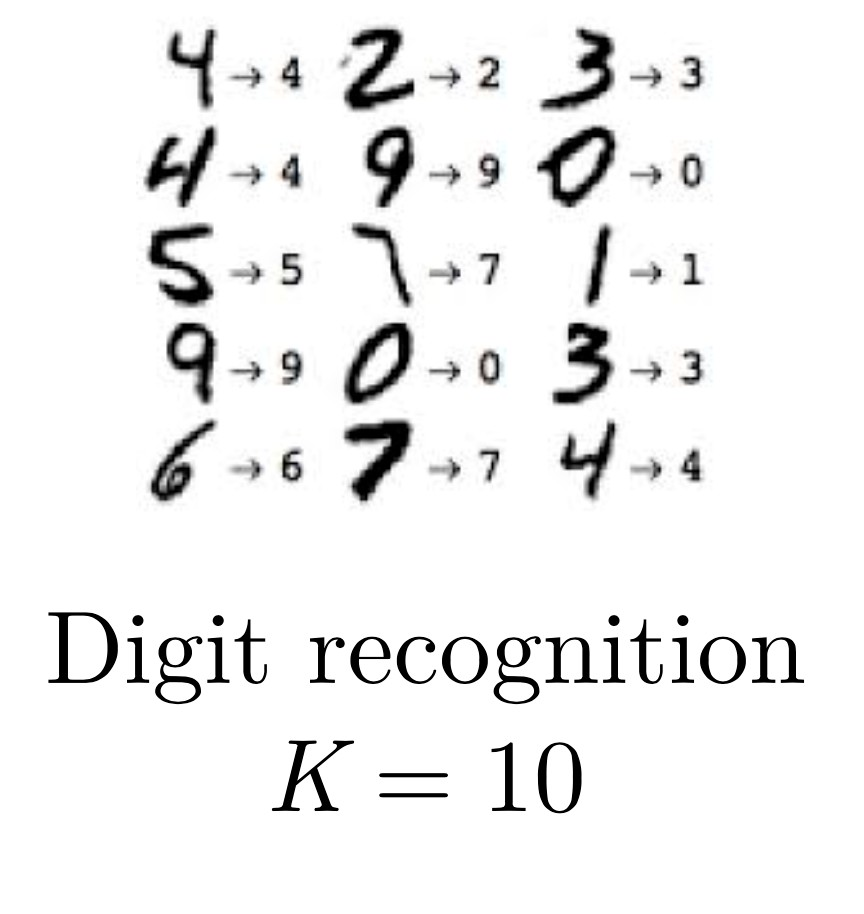 4 → 4 2 → 2 3 → 3
4 → 4 9 → 9 0 → 0
5 → 5 7 → 7 1 → 1
9 → 9 0 → 0 3 → 3
6 → 6 7 → 7 4 → 4
Digit recognition
K = 10